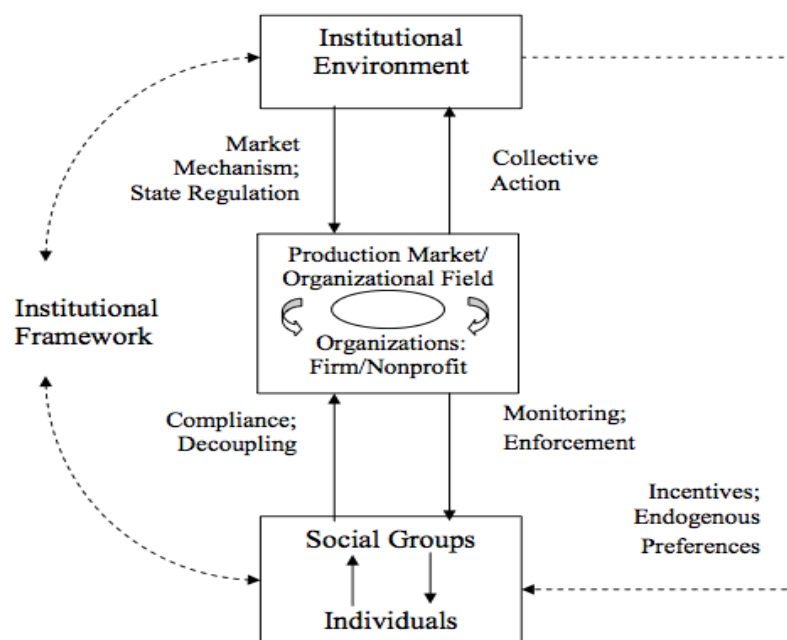 Institutional
Environment
Market
Mechanism;
State Regulation
Collective
Action
Production Market/
Organizational Field
Organizations:
Firm/Nonprofit
Institutional
Framework
Compliance;
Decoupling
Monitoring;
Enforcement
Incentives;
Endogenous
Preferences
Social Groups
Individuals